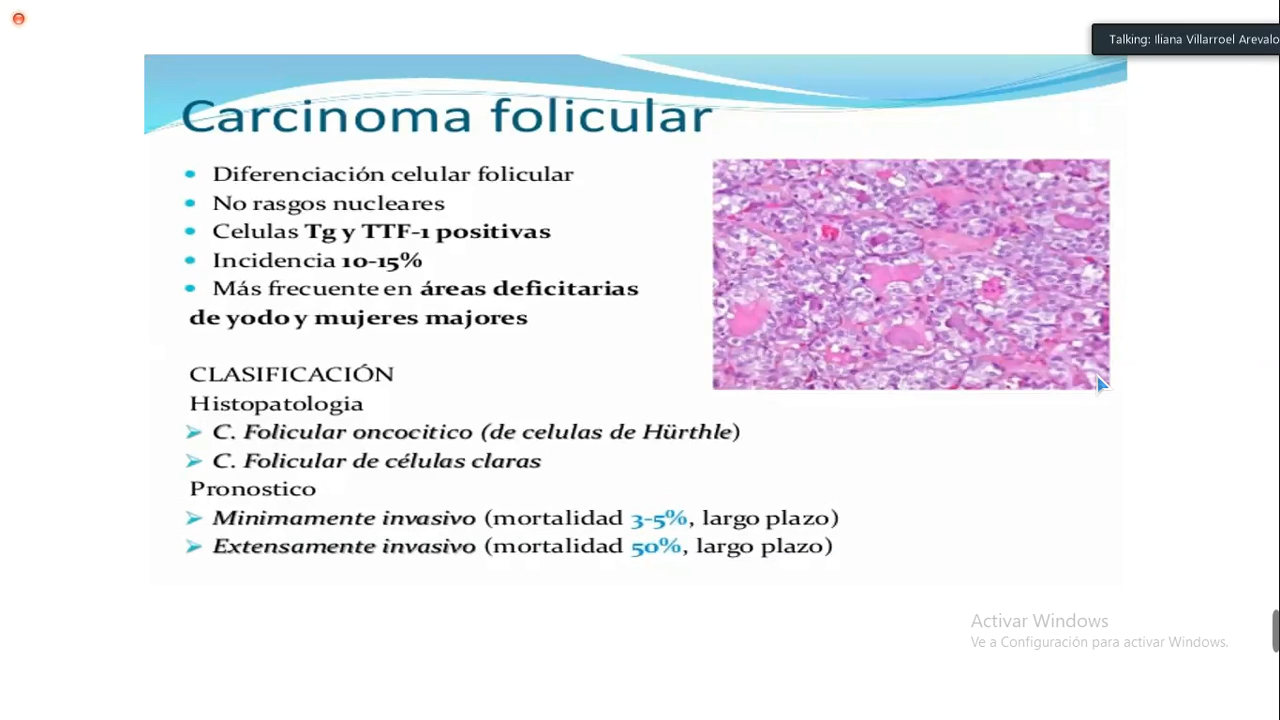 Talking: Iliana Villarroel Arevalo
Carcinoma folicular
Diferenciación celular folicular
No rasgos nucleares
Celulas Tg y TTF-1 positivas
Incidencia 10-15%
Más frecuente en áreas deficitarias
de yodo y mujeres majores
CLASIFICACIÓN
Histopatologia
C. Folicular oncocitico (de celulas de Hürthle)
C. Folicular de células claras
Pronostico
Minimamente invasivo (mortalidad 3-5%, largo plazo)
Extensamente invasivo (mortalidad 50%, largo plazo)
Activar Windows
Ve a Configuración para activar Windows.